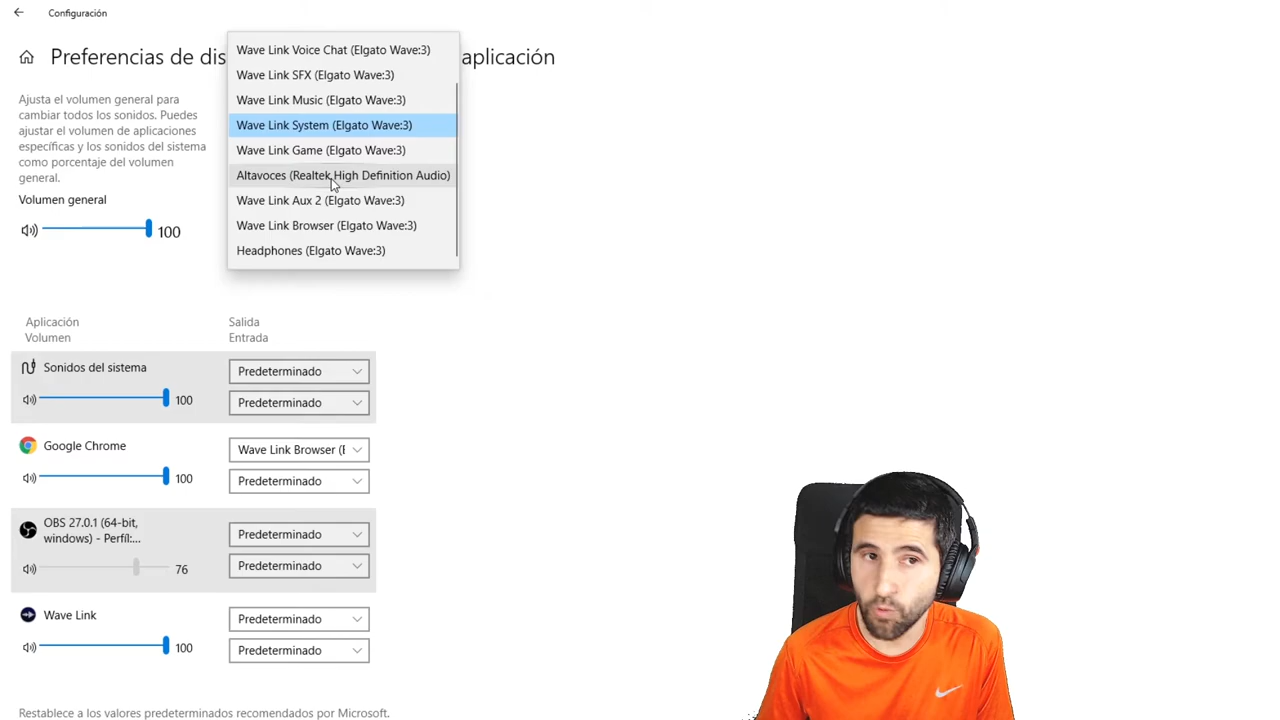 Configuración
Preferencias de dis
aplicación
Wave Link Voice Chat (Elgato Wave:3)
Wave Link SFX (Elgato Wave:3)
Wave Link Music (Elgato Wave:3)
Wave Link System (Elgato Wave:3)
Wave Link Game (Elgato Wave:3)
Altavoces (Realtek High Definition Audio)
Wave Link Aux 2 (Elgato Wave:3)
Wave Link Browser (Elgato Wave:3)
Headphones (Elgato Wave:3)
Ajusta el volumen general para
cambiar todos los sonidos. Puedes
ajustar el volumen de aplicaciones
específicas y los sonidos del sistema
como porcentaje del volumen
general.
Volumen general
100
Aplicación
Volumen
Salida
Entrada
Sonidos del sistema
100
Predeterminado
Predeterminado
Google Chrome
100
Wave Link Browser (E
Predeterminado
OBS 27.0.1 (64-bit,
windows) - Perfíl:...
76
Predeterminado
Predeterminado
Wave Link
100
Predeterminado
Predeterminado
Restablece a los valores predeterminados recomendados por Microsoft.